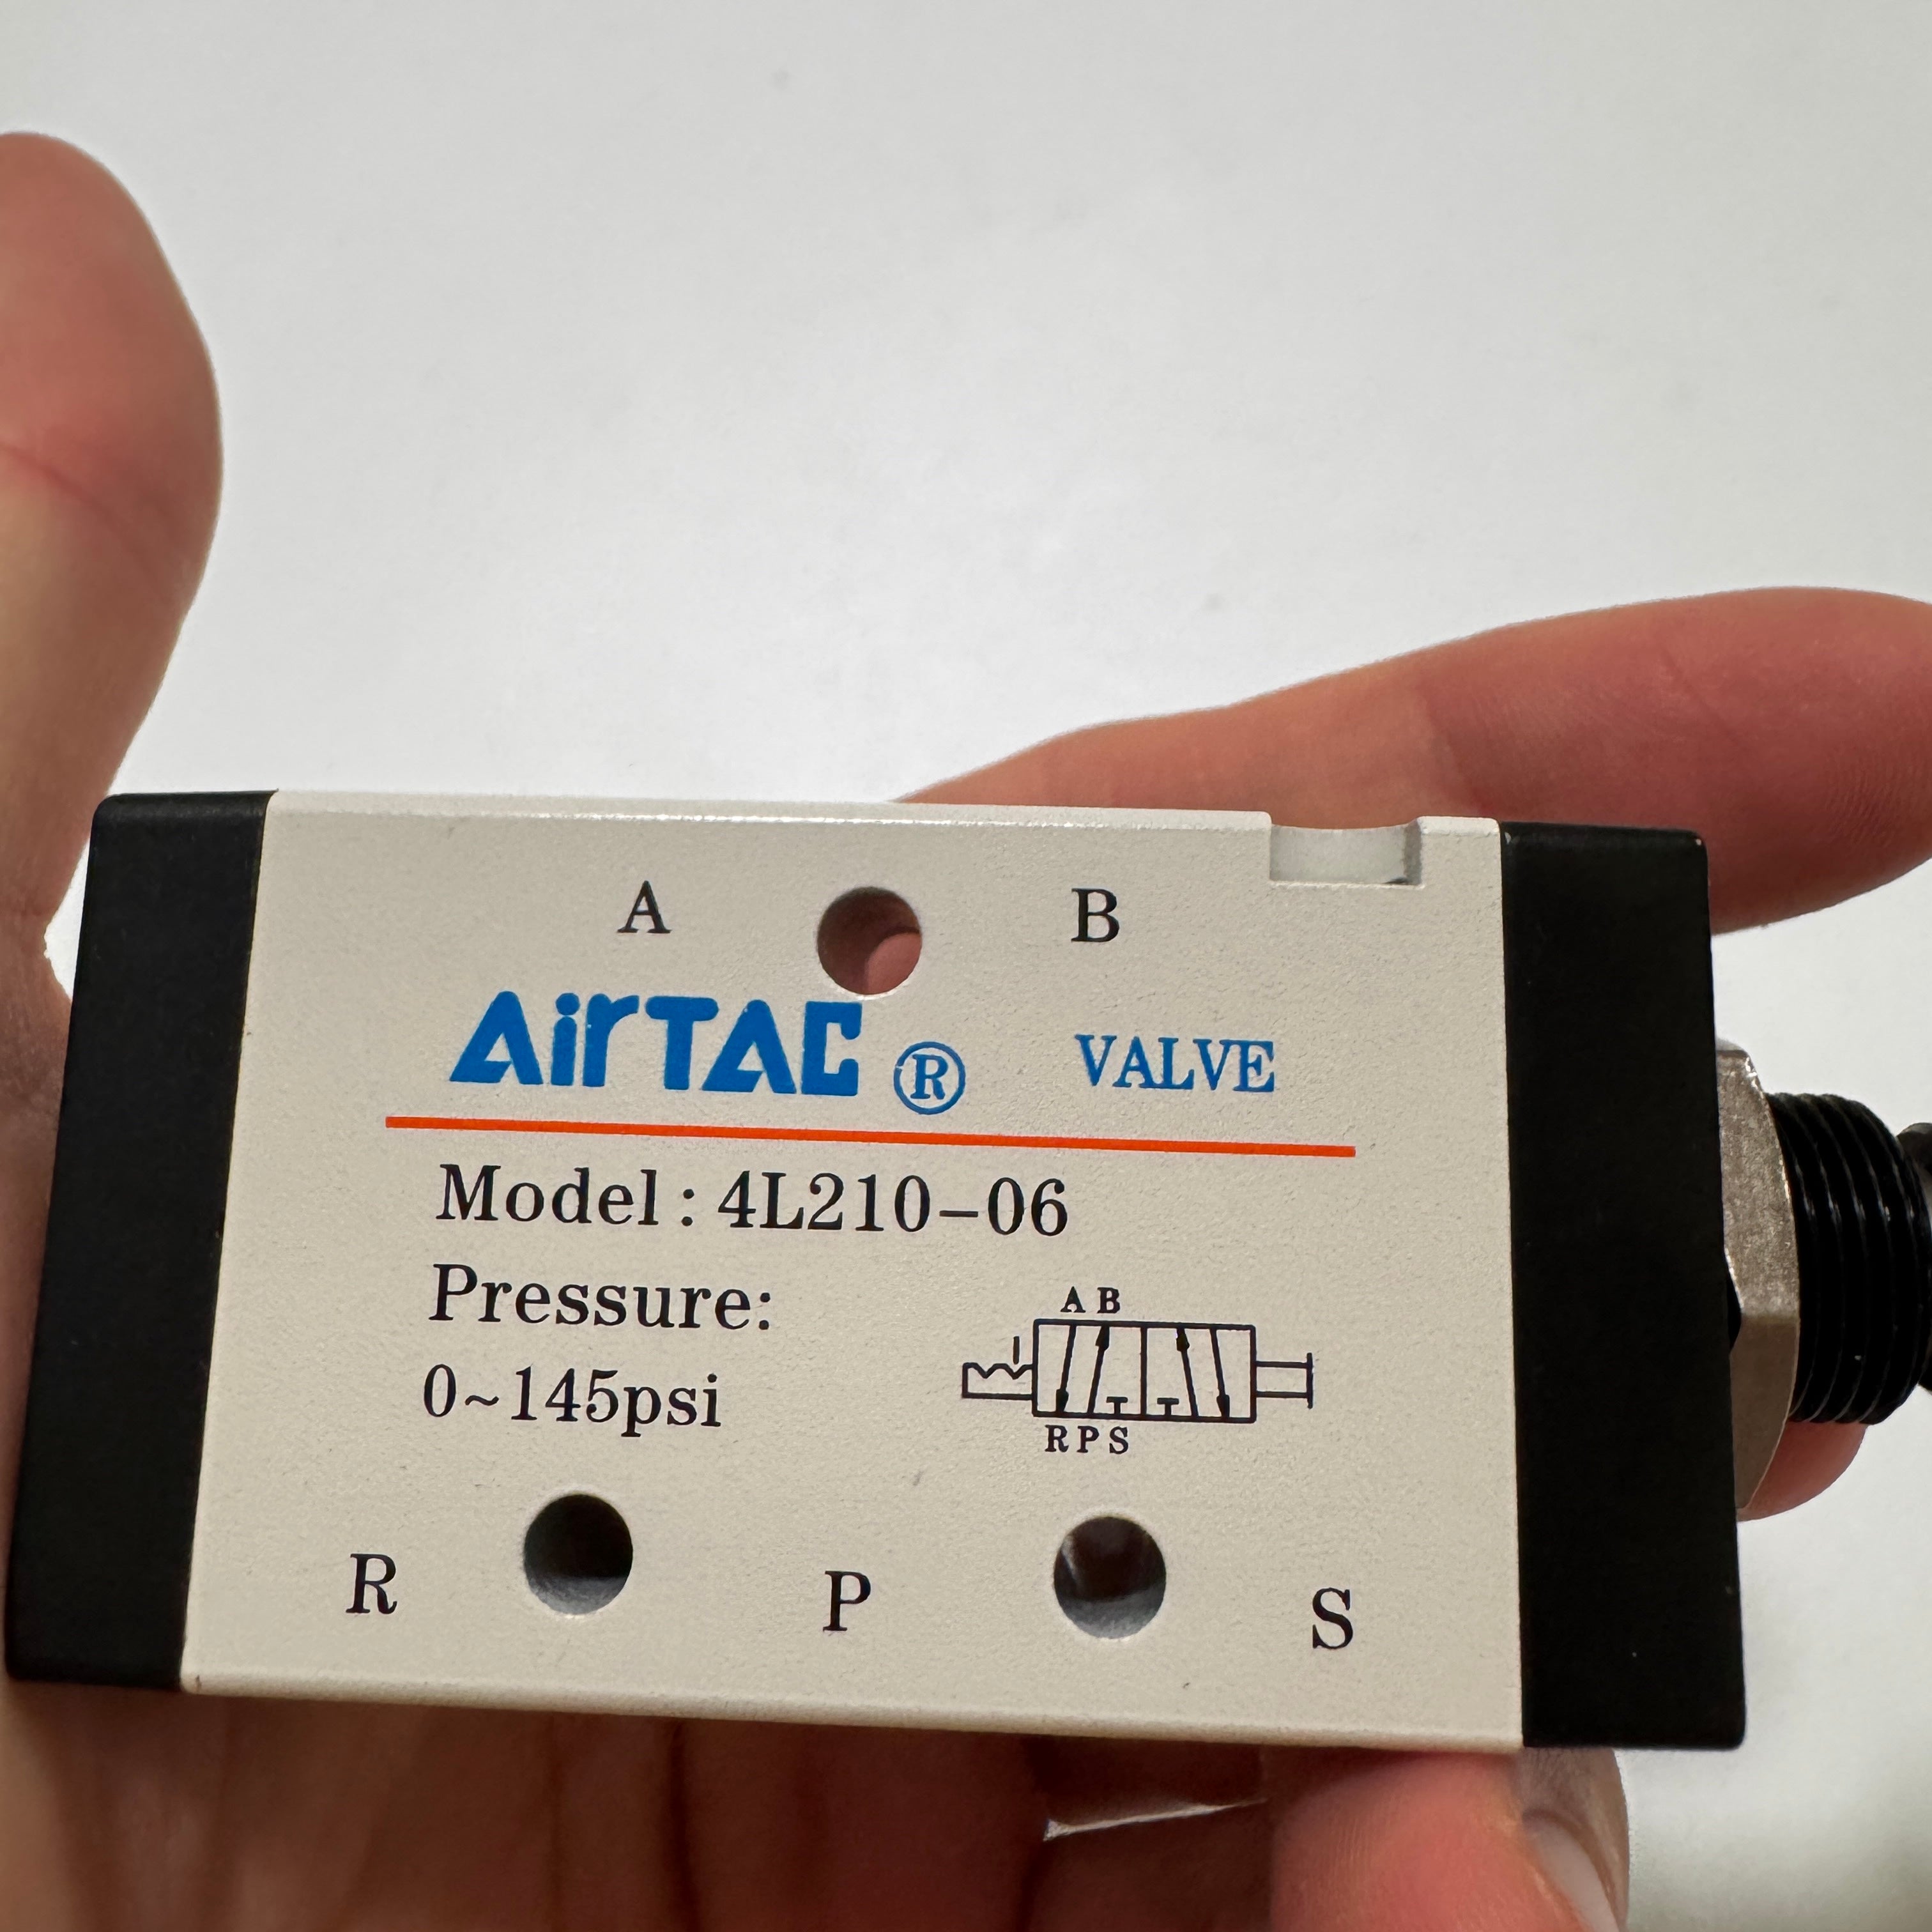 A B
AirTAC ® VALVE
Model: 4L210-06
Pressure:
0~145psi
A B
R P S
R P S